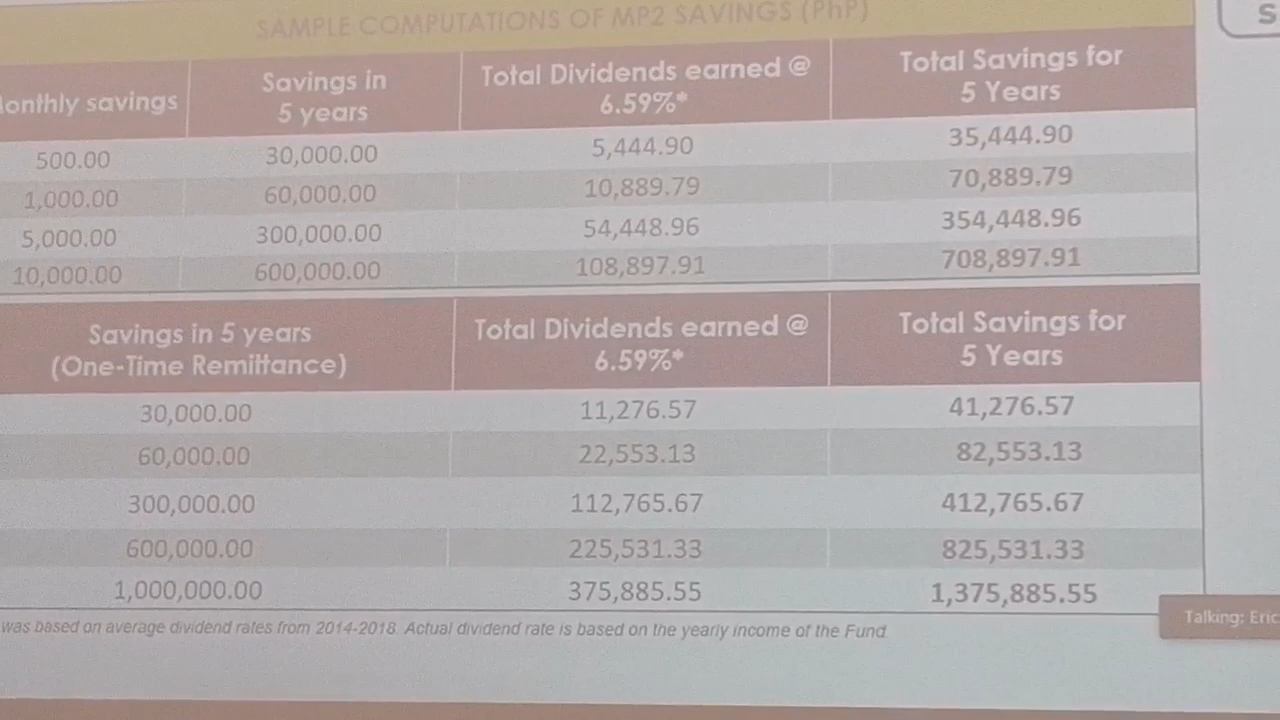 SAMPLE COMPUTATIONS OF MP2 SAVINGS (PhP)
S
Monthly savings Savings in 5 years Total Dividends earned @ 6.59%* Total Savings for 5 Years
500.00 30,000.00 5,444.90 35,444.90
1,000.00 60,000.00 10,889.79 70,889.79
5,000.00 300,000.00 54,448.96 354,448.96
10,000.00 600,000.00 108,897.91 708,897.91
Savings in 5 years (One-Time Remittance) Total Dividends earned @ 6.59%* Total Savings for 5 Years
30,000.00 11,276.57 41,276.57
60,000.00 22,553.13 82,553.13
300,000.00 112,765.67 412,765.67
600,000.00 225,531.33 825,531.33
1,000,000.00 375,885.55 1,375,885.55
was based on average dividend rates from 2014-2018. Actual dividend rate is based on the yearly income of the Fund.
Talking: Eric